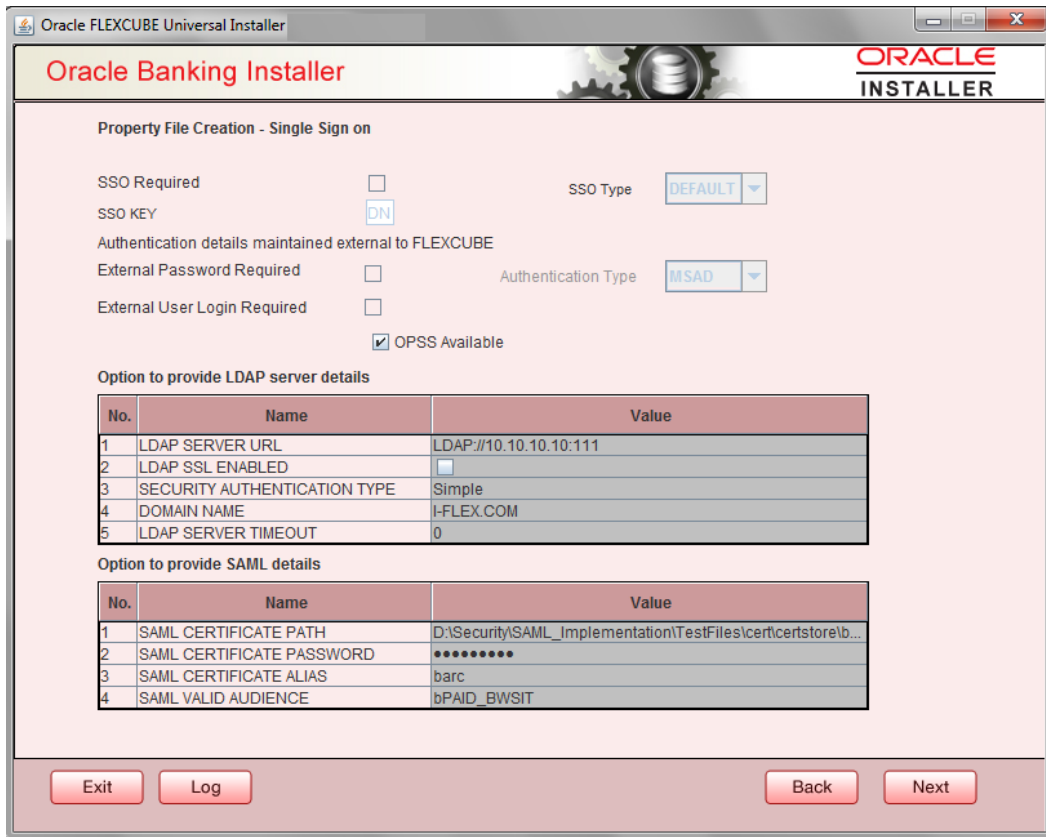 Oracle FLEXCUBE Universal Installer
Oracle Banking Installer
ORACLE
INSTALLER
Property File Creation - Single Sign on
SSO Required
SSO Type DEFAULT
SSO KEY DN
Authentication details maintained external to FLEXCUBE
External Password Required
Authentication Type MSAD
External User Login Required
OPSS Available
Option to provide LDAP server details
No. Name Value
1 LDAP SERVER URL LDAP://10.10.10.10:111
2 LDAP SSL ENABLED
3 SECURITY AUTHENTICATION TYPE Simple
4 DOMAIN NAME I-FLEX.COM
5 LDAP SERVER TIMEOUT 0
Option to provide SAML details
No. Name Value
1 SAML CERTIFICATE PATH D:\Security\SAML_Implementation\TestFiles\cert\certstore\b...
2 SAML CERTIFICATE PASSWORD •••••••••
3 SAML CERTIFICATE ALIAS barc
4 SAML VALID AUDIENCE bPAID_BWSIT
Exit Log Back Next